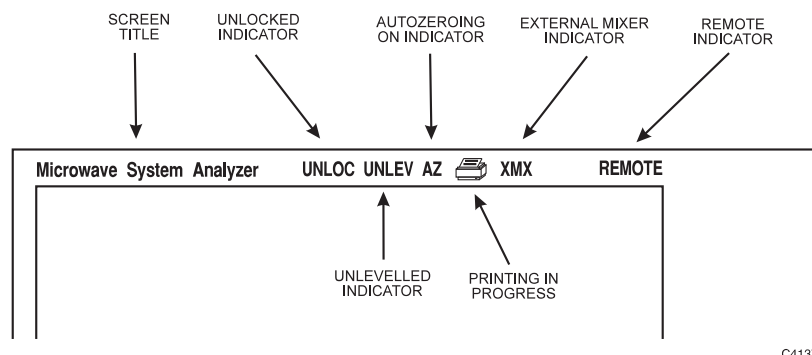 SCREEN
TITLE
UNLOCKED
INDICATOR
AUTOZEROING
ON INDICATOR
EXTERNAL MIXER
INDICATOR
REMOTE
INDICATOR
Microwave System Analyzer UNLOC UNLEV AZ XMX REMOTE
UNLEVELLED
INDICATOR
PRINTING IN
PROGRESS